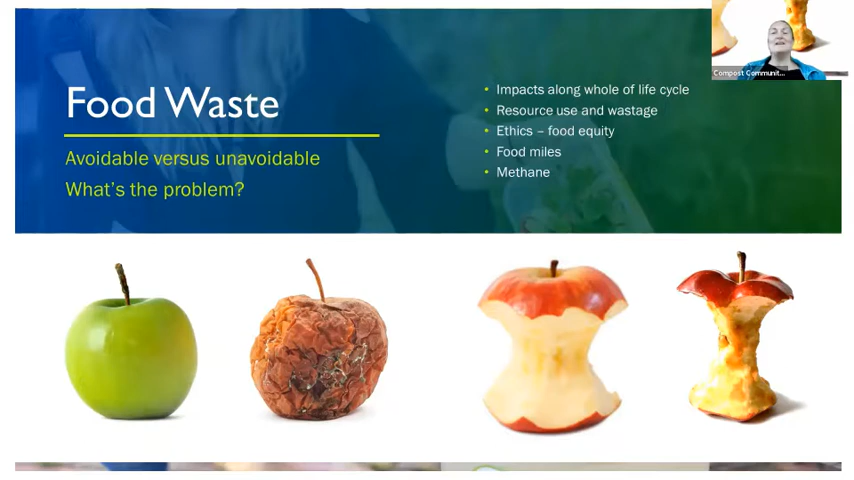 Food Waste
Avoidable versus unavoidable
What's the problem?
• Impacts along whole of life cycle
• Resource use and wastage
• Ethics – food equity
• Food miles
• Methane
Compost Communit...